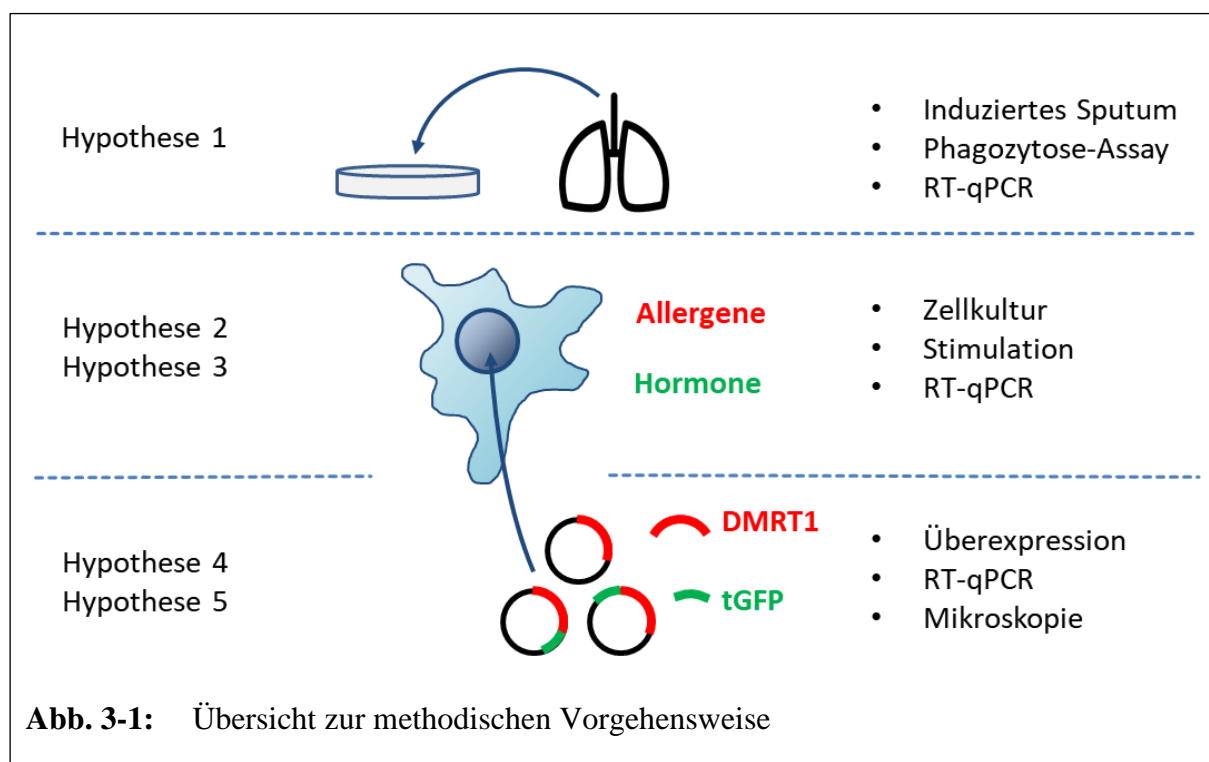 Hypothese 1
• Induziertes Sputum
• Phagozytose-Assay
• RT-qPCR
Hypothese 2
Hypothese 3
Allergene
Hormone
• Zellkultur
• Stimulation
• RT-qPCR
Hypothese 4
Hypothese 5
DMRT1
tGFP
• Überexpression
• RT-qPCR
• Mikroskopie
Abb. 3-1: Übersicht zur methodischen Vorgehensweise